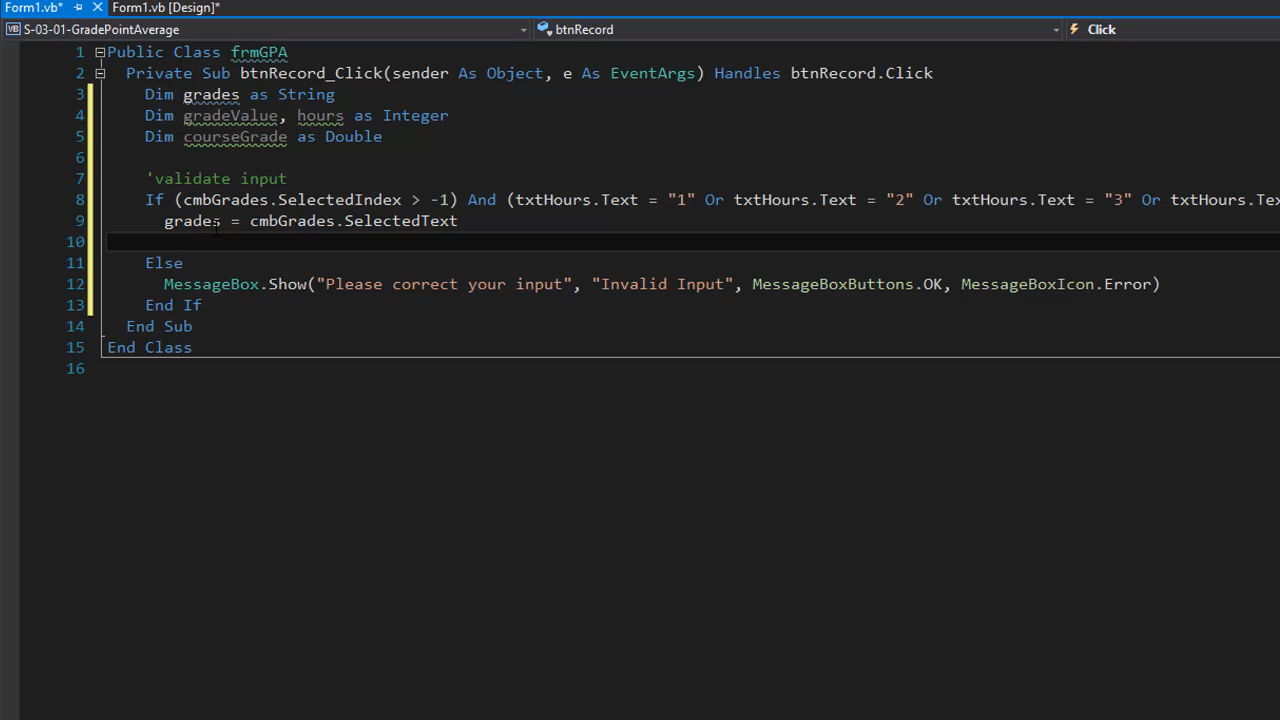 Form1.vb* Form1.vb [Design]*
VB S-03-01-GradePointAverage btnRecord Click
1 Public Class frmGPA
2 Private Sub btnRecord_Click(sender As Object, e As EventArgs) Handles btnRecord.Click
3 Dim grades as String
4 Dim gradeValue, hours as Integer
5 Dim courseGrade as Double
6
7 'validate input
8 If (cmbGrades.SelectedIndex > -1) And (txtHours.Text = "1" Or txtHours.Text = "2" Or txtHours.Text = "3" Or txtHours.Tex
9 grades = cmbGrades.SelectedText
10
11 Else
12 MessageBox.Show("Please correct your input", "Invalid Input", MessageBoxButtons.OK, MessageBoxIcon.Error)
13 End If
14 End Sub
15 End Class
16